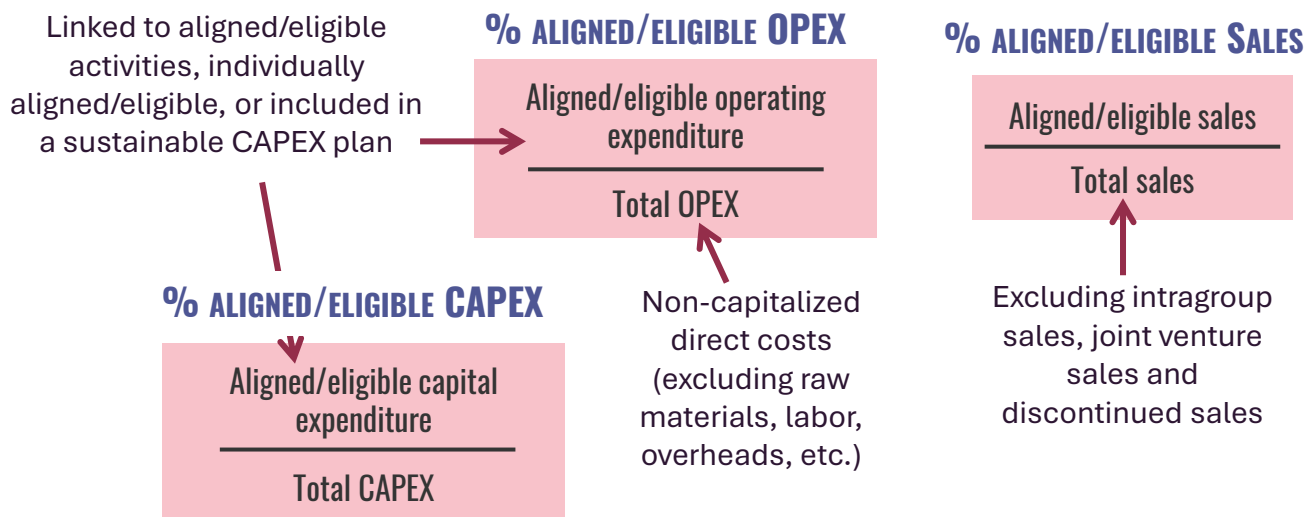 Linked to aligned/eligible
activities, individually
aligned/eligible, or included in
a sustainable CAPEX plan
% ALIGNED/ELIGIBLE OPEX
Aligned/eligible operating
expenditure
Total OPEX
% ALIGNED/ELIGIBLE SALES
Aligned/eligible sales
Total sales
% ALIGNED/ELIGIBLE CAPEX
Aligned/eligible capital
expenditure
Total CAPEX
Non-capitalized
direct costs
(excluding raw
materials, labor,
overheads, etc.)
Excluding intragroup
sales, joint venture
sales and
discontinued sales